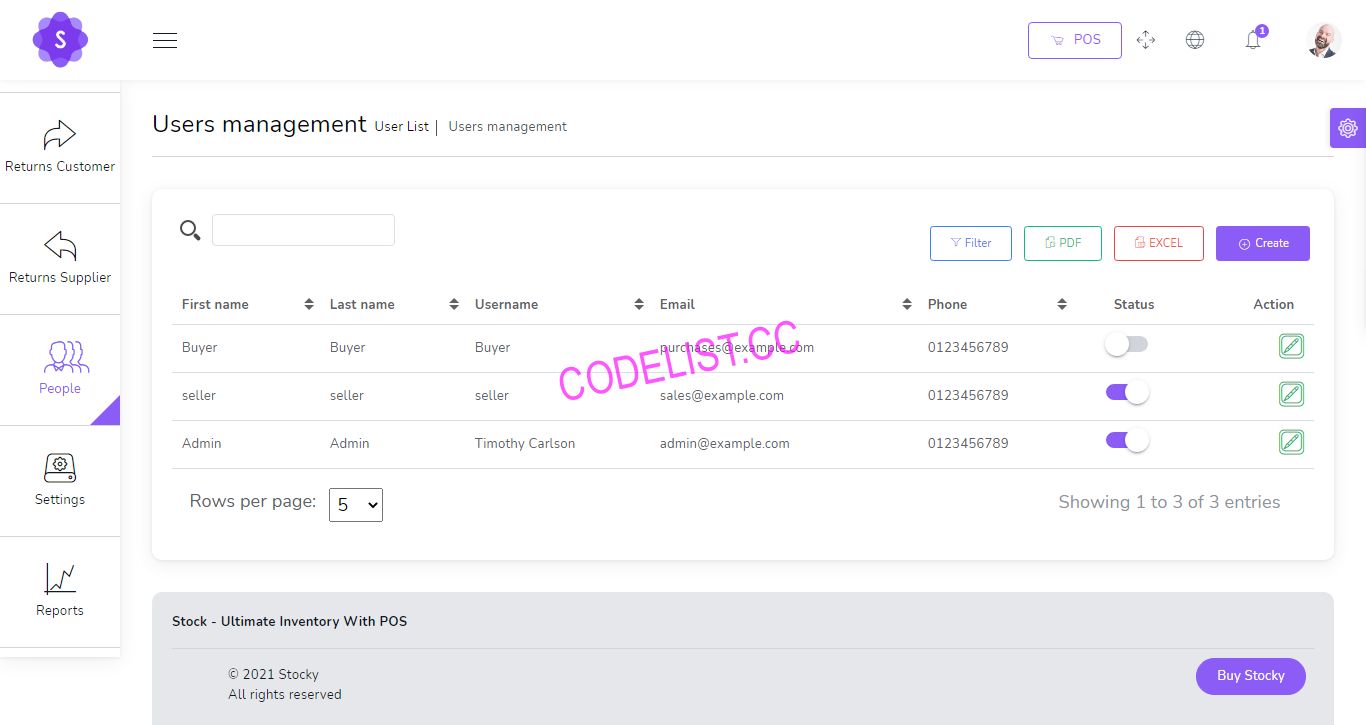 S
POS
1
Returns Customer
Returns Supplier
People
Settings
Reports
Users management User List | Users management
Filter PDF EXCEL Create
First name Last name Username Email Phone Status Action
Buyer Buyer Buyer purchases@example.com 0123456789
seller seller seller sales@example.com 0123456789
Admin Admin Timothy Carlson admin@example.com 0123456789
CODELIST.CC
Rows per page: 5 Showing 1 to 3 of 3 entries
Stock - Ultimate Inventory With POS
© 2021 Stocky
All rights reserved
Buy Stocky